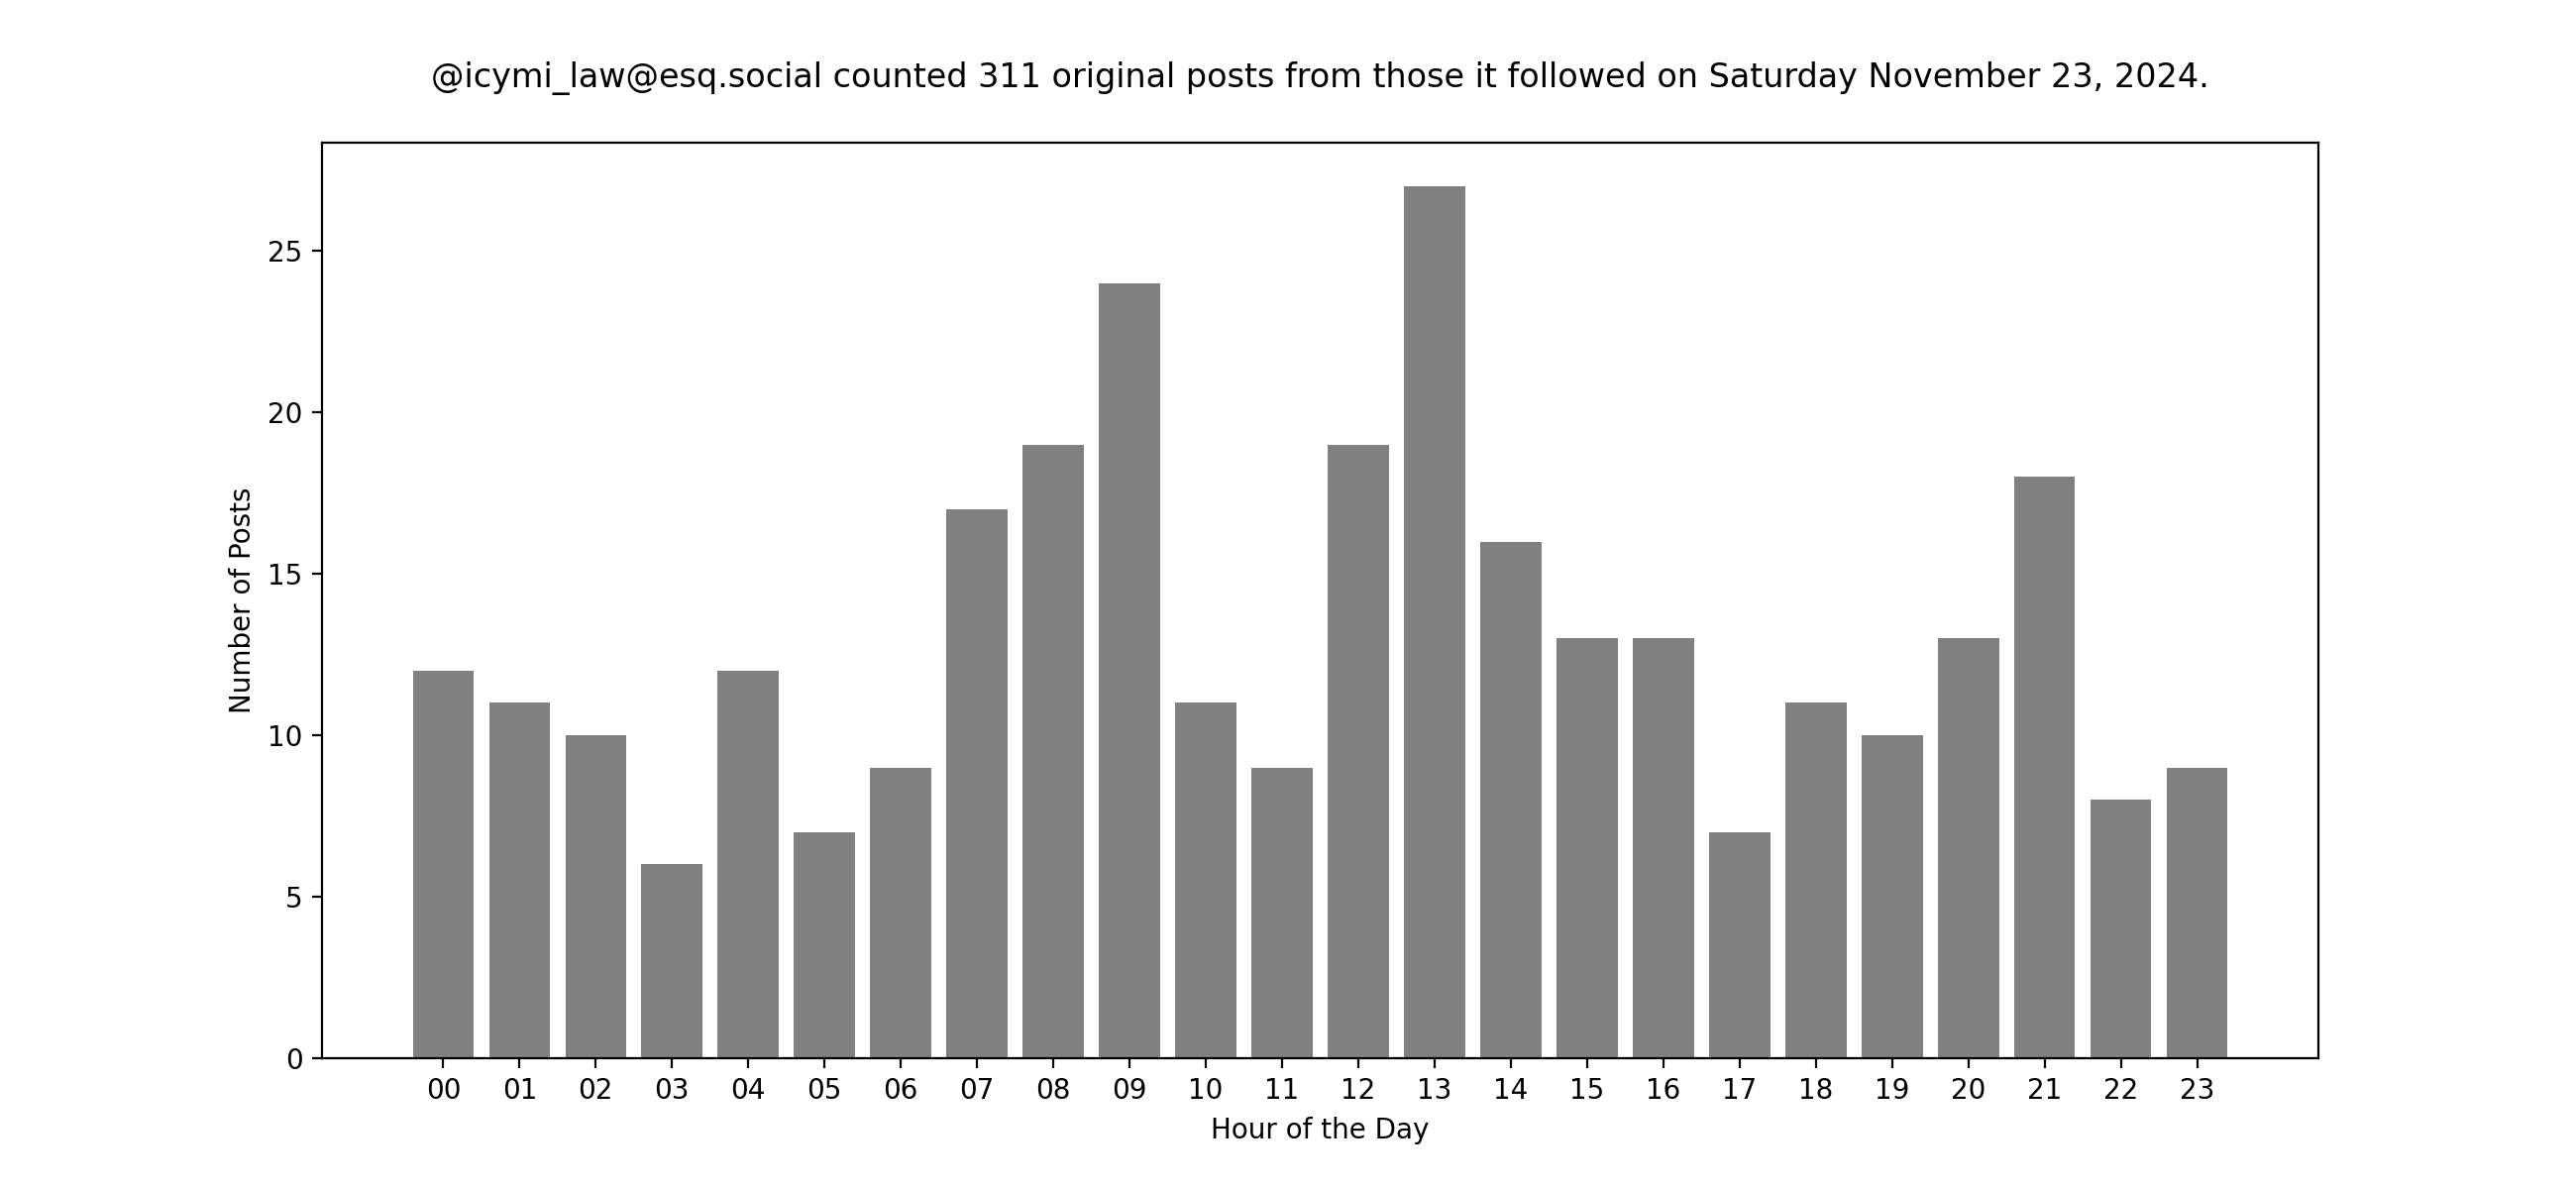 @icymi_law@esq.social counted 311 original posts from those it followed on Saturday November 23, 2024.
Number of Posts
25
20
15
10
5
0
00 01 02 03 04 05 06 07 08 09 10 11 12 13 14 15 16 17 18 19 20 21 22 23
Hour of the Day